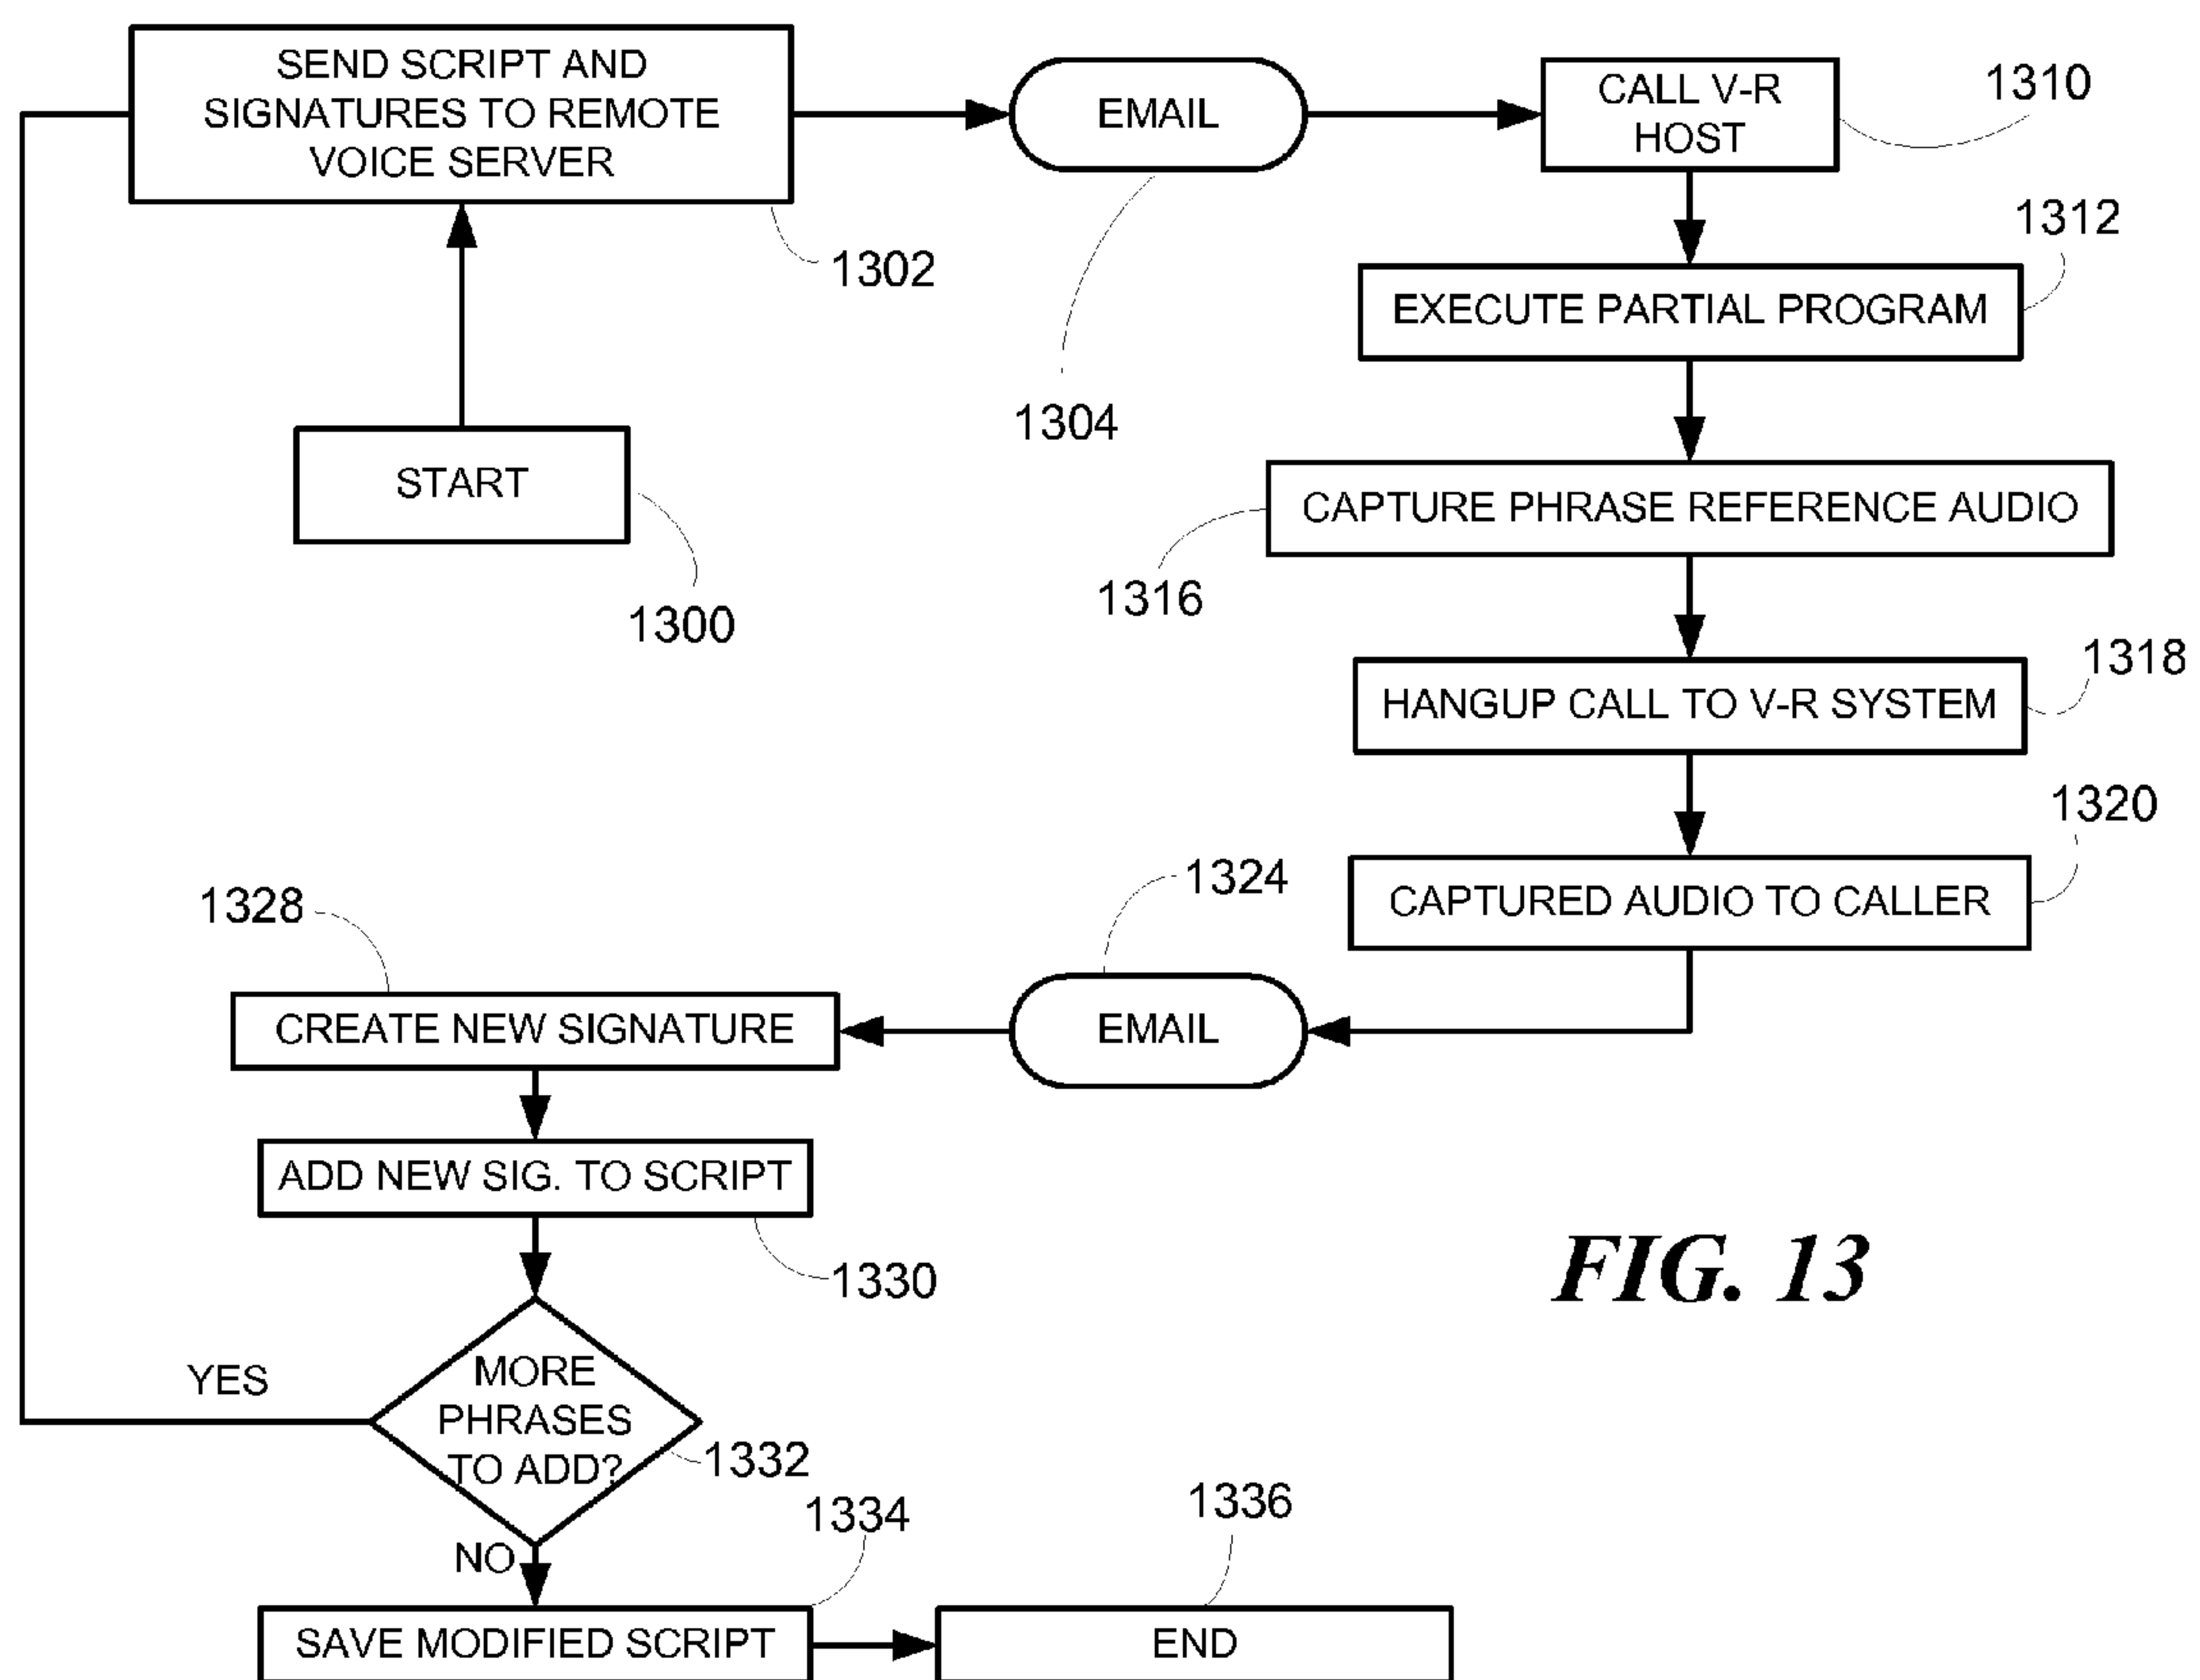 SEND SCRIPT AND
SIGNATURES TO REMOTE
VOICE SERVER
1302
EMAIL
1304
CALL V-R
HOST
1310
EXECUTE PARTIAL PROGRAM
1312
START
1300
CAPTURE PHRASE REFERENCE AUDIO
1316
HANGUP CALL TO V-R SYSTEM
1318
CAPTURED AUDIO TO CALLER
1320
EMAIL
1324
CREATE NEW SIGNATURE
1328
ADD NEW SIG. TO SCRIPT
1330
MORE
PHRASES
TO ADD?
1332
YES
NO
SAVE MODIFIED SCRIPT
1334
END
1336
FIG. 13